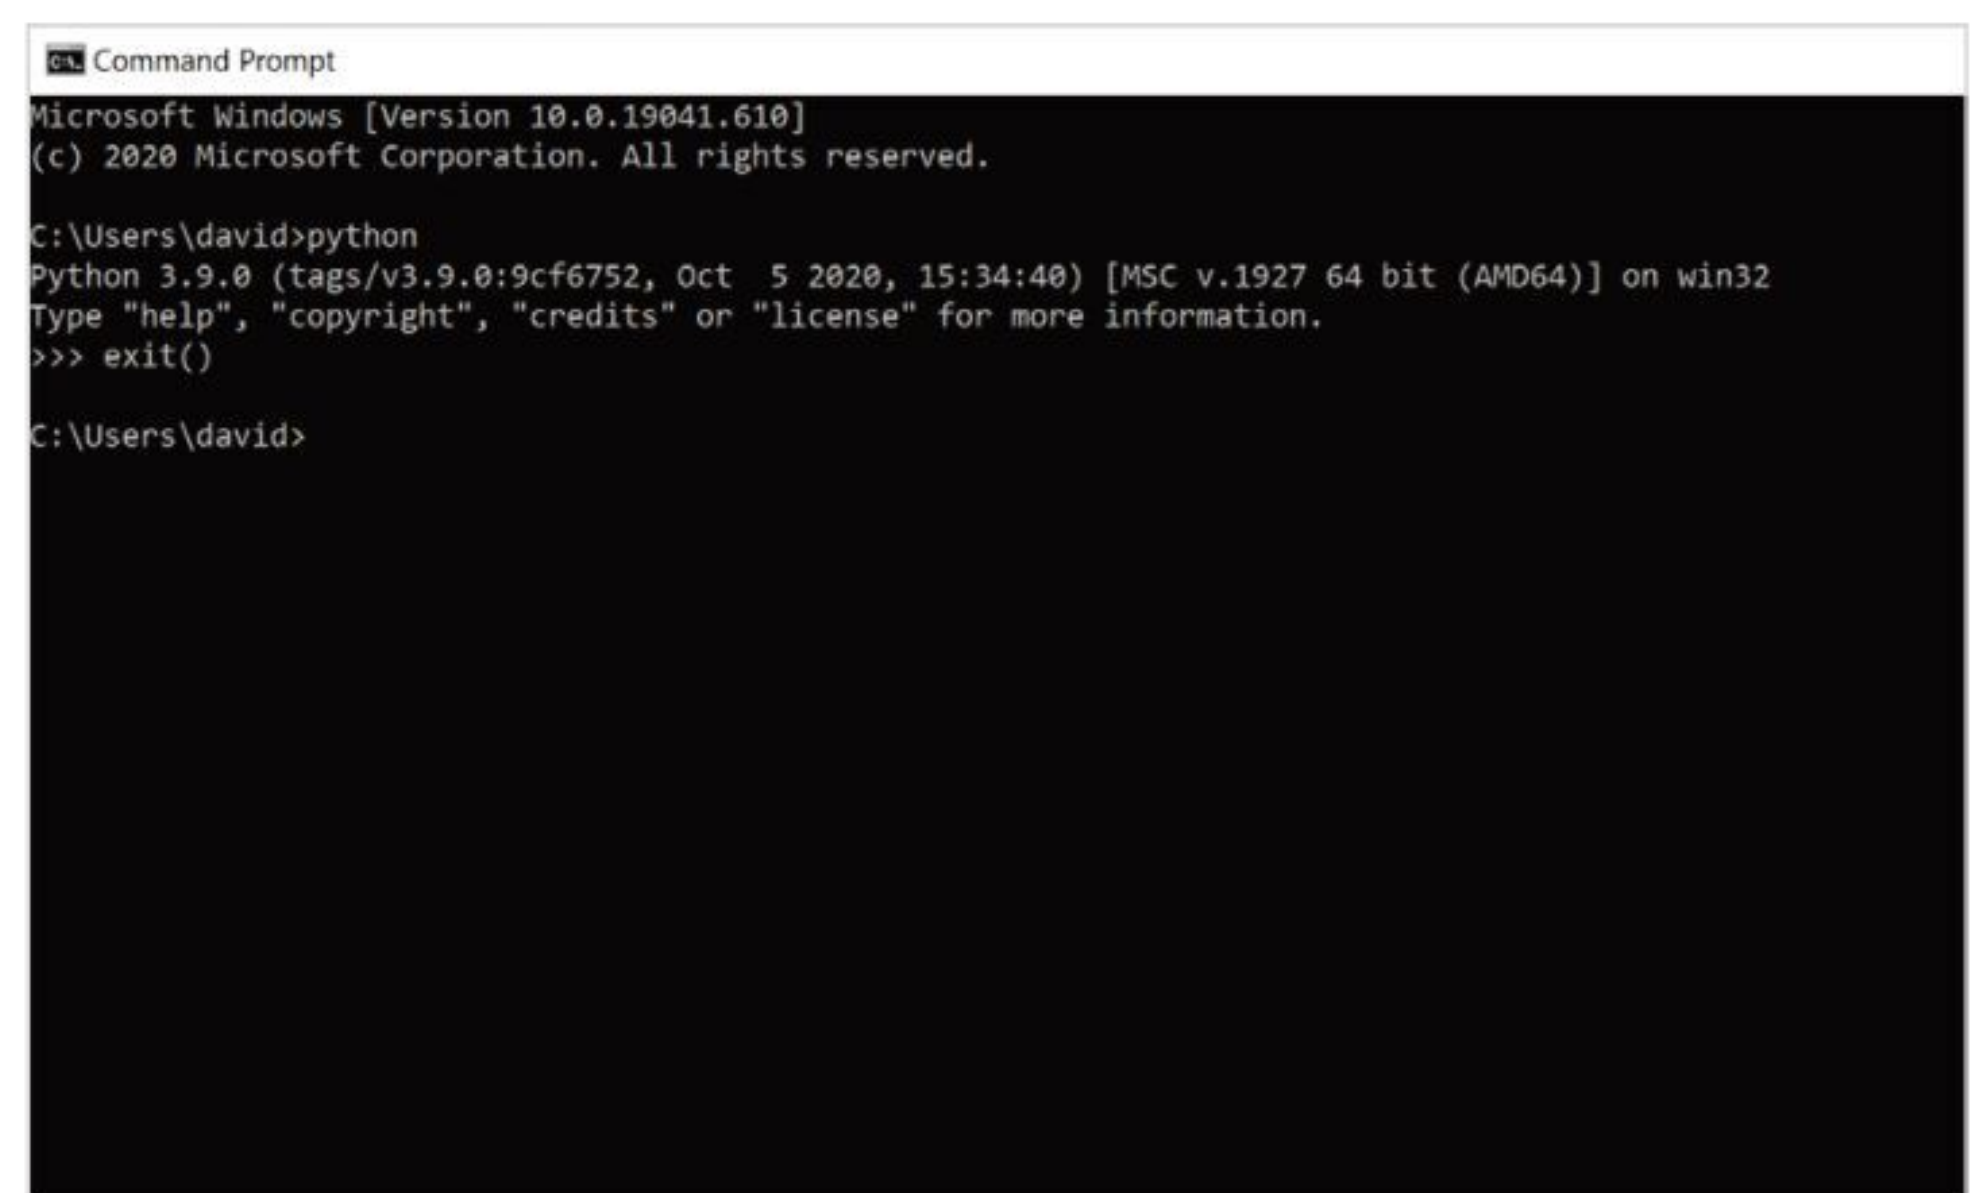 Command Prompt
Microsoft Windows [Version 10.0.19041.610]
(c) 2020 Microsoft Corporation. All rights reserved.
C:\Users\david>python
Python 3.9.0 (tags/v3.9.0:9cf6752, Oct  5 2020, 15:34:40) [MSC v.1927 64 bit (AMD64)] on win32
Type "help", "copyright", "credits" or "license" for more information.
>>> exit()
C:\Users\david>